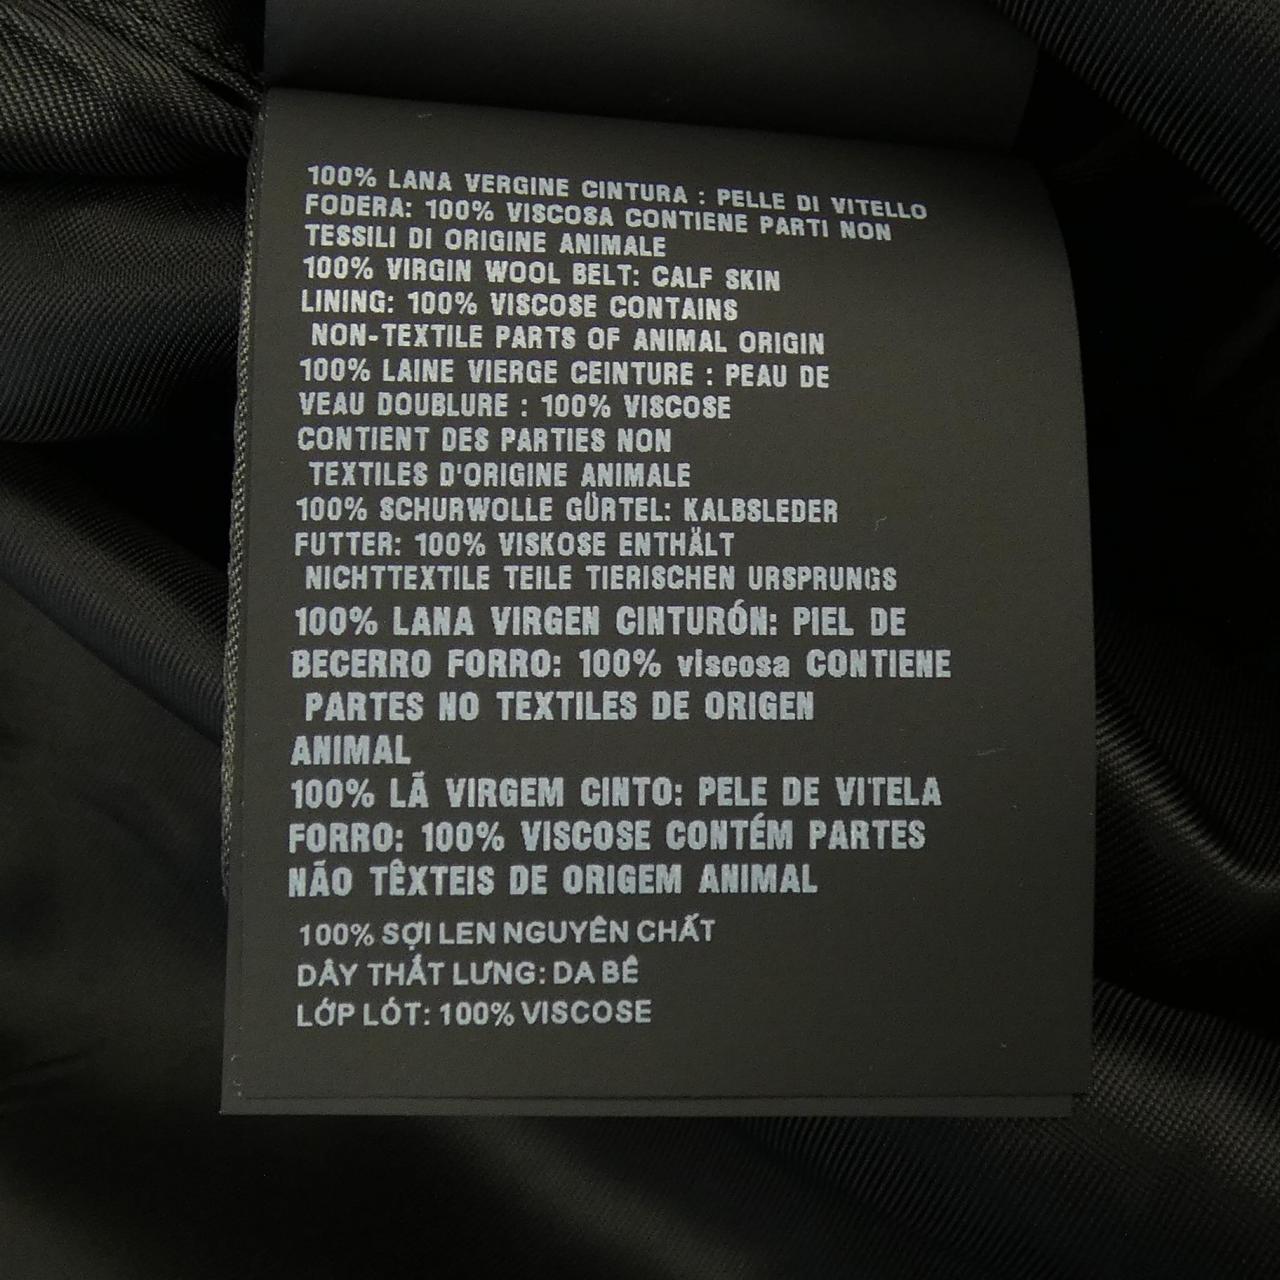 100% LANA VERGINE CINTURA : PELLE DI VITELLO
FODERA: 100% VISCOSA CONTIENE PARTI NON
TESSILI DI ORIGINE ANIMALE
100% VIRGIN WOOL BELT: CALF SKIN
LINING: 100% VISCOSE CONTAINS
NON-TEXTILE PARTS OF ANIMAL ORIGIN
100% LAINE VIERGE CEINTURE : PEAU DE
VEAU DOUBLURE : 100% VISCOSE
CONTIENT DES PARTIES NON
TEXTILES D'ORIGINE ANIMALE
100% SCHURWOLLE GÜRTEL: KALBSLEDER
FUTTER: 100% VISKOSE ENTHÄLT
NICHTTEXTILE TEILE TIERISCHEN URSPRUNGS
100% LANA VIRGEN CINTURÓN: PIEL DE
BECERRO FORRO: 100% viscosa CONTIENE
PARTES NO TEXTILES DE ORIGEN
ANIMAL
100% LÃ VIRGEM CINTO: PELE DE VITELA
FORRO: 100% VISCOSE CONTÉM PARTES
NÃO TÊXTEIS DE ORIGEM ANIMAL
100% SỢI LEN NGUYÊN CHẤT
DÂY THẮT LƯNG: DA BÊ
LỚP LÓT: 100% VISCOSE